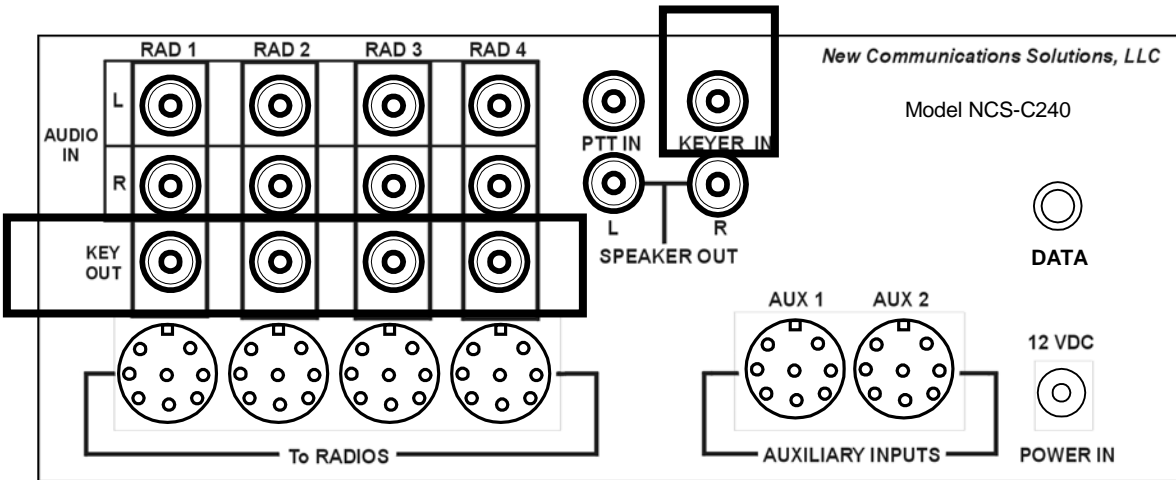 RAD 1 RAD 2 RAD 3 RAD 4
New Communications Solutions, LLC
Model NCS-C240
AUDIO
IN
L
R
KEY
OUT
PTT IN KEYER IN
L R
SPEAKER OUT
DATA
AUX 1 AUX 2
12 VDC
To RADIOS
AUXILIARY INPUTS
POWER IN